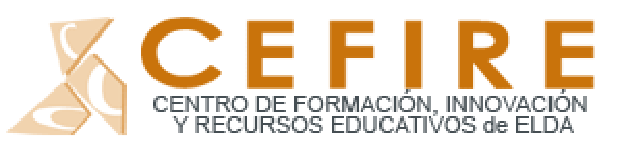 CEFIRE
CENTRO DE FORMACIÓN, INNOVACIÓN
Y RECURSOS EDUCATIVOS de ELDA